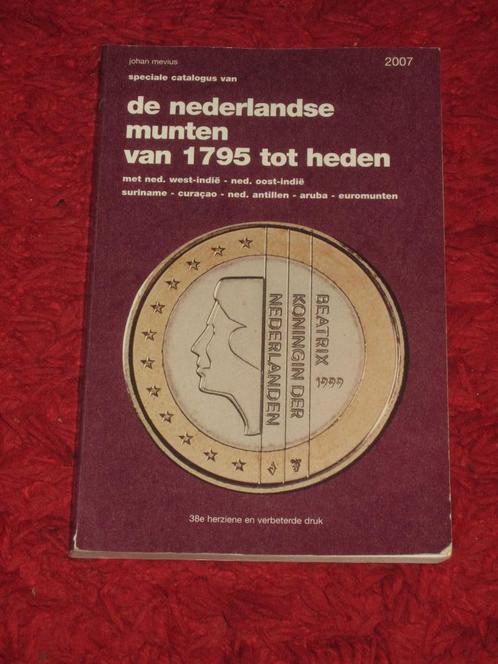 johan mevius
2007
speciale catalogus van
de nederlandse
munten
van 1795 tot heden
met ned. west-indië - ned. oost-indië
suriname - curaçao - ned. antillen - aruba - euromunten
BEATRIX
KONINGIN DER
NEDERLANDEN
1999
38e herziene en verbeterde druk